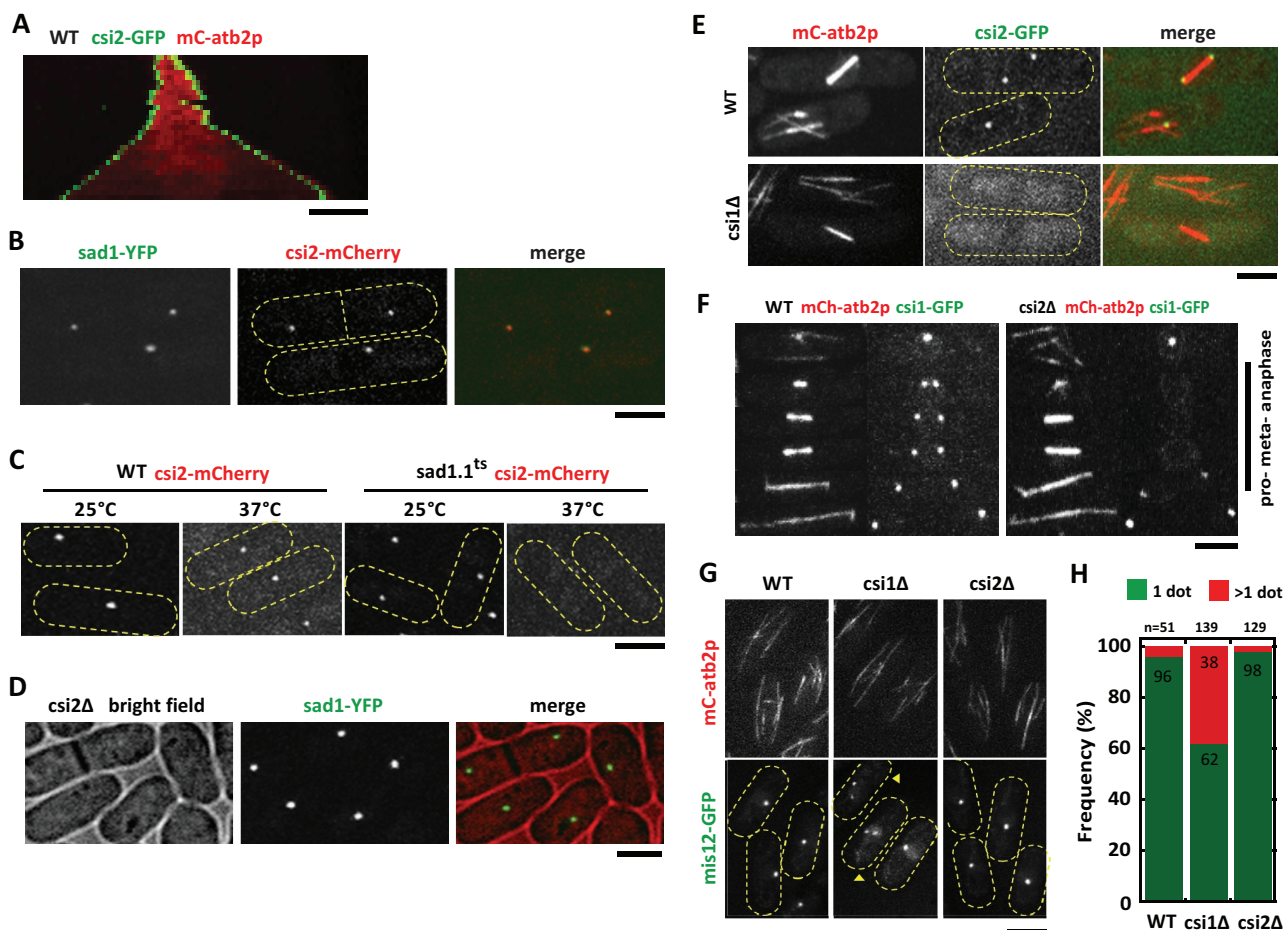 A
WT csi2-GFP mC-atb2p
B
sad1-YFP csi2-mCherry merge
C
WT csi2-mCherry sad1.1ts csi2-mCherry
25°C 37°C 25°C 37°C
D
csi2Δ bright field sad1-YFP merge
E
mC-atb2p csi2-GFP merge
WT
csi1Δ
F
WT mCh-atb2p csi1-GFP csi2Δ mCh-atb2p csi1-GFP
pro- meta- anaphase
G
WT csi1Δ csi2Δ
mC-atb2p
mis12-GFP
H
1 dot >1 dot
n=51 139 129
Frequency (%)
100
80
60
40
20
0
96 38 98
62
WT csi1Δ csi2Δ